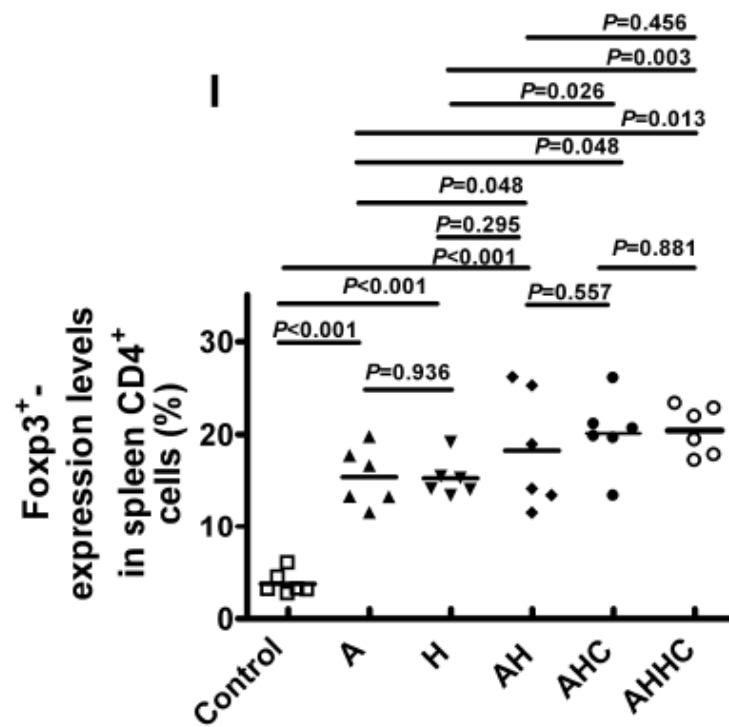 P=0.456
P=0.003
I
P=0.026
P=0.013
P=0.048
P=0.048
P=0.295
P<0.001
P=0.881
P<0.001
P=0.557
P<0.001
P=0.936
Foxp3⁺-
expression levels
in spleen CD4⁺
cells (%)
30
20
10
0
Control
A
H
AH
AHC
AHHC